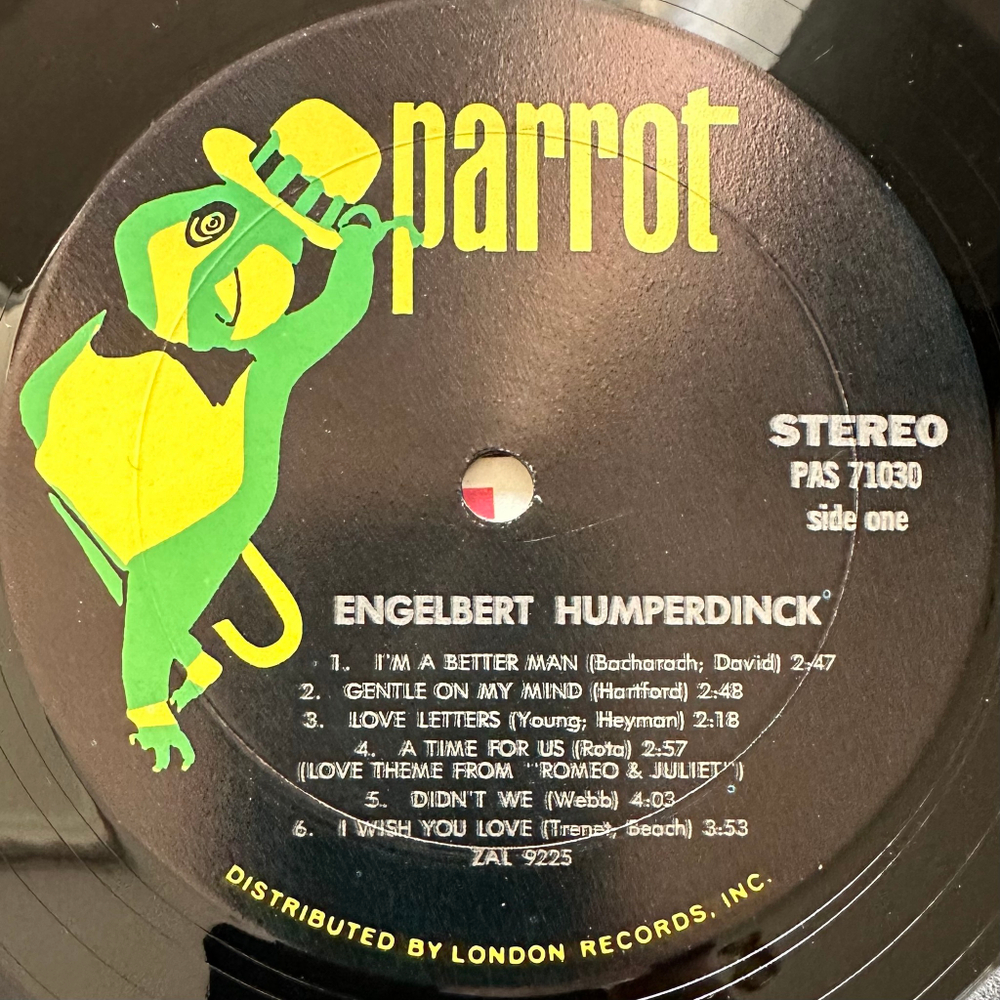 parrot
STEREO
PAS 71030
side one
ENGELBERT HUMPERDINCK
1. I'M A BETTER MAN (Bacharach; David) 2:47
2. GENTLE ON MY MIND (Hartford) 2:48
3. LOVE LETTERS (Young; Heyman) 2:18
4. A TIME FOR US (Rota) 2:57
(LOVE THEME FROM "ROMEO & JULIET")
5. DIDN'T WE (Webb) 4:03
6. I WISH YOU LOVE (Trenet, Beach) 3:53
ZAL 9225
DISTRIBUTED BY LONDON RECORDS, INC.